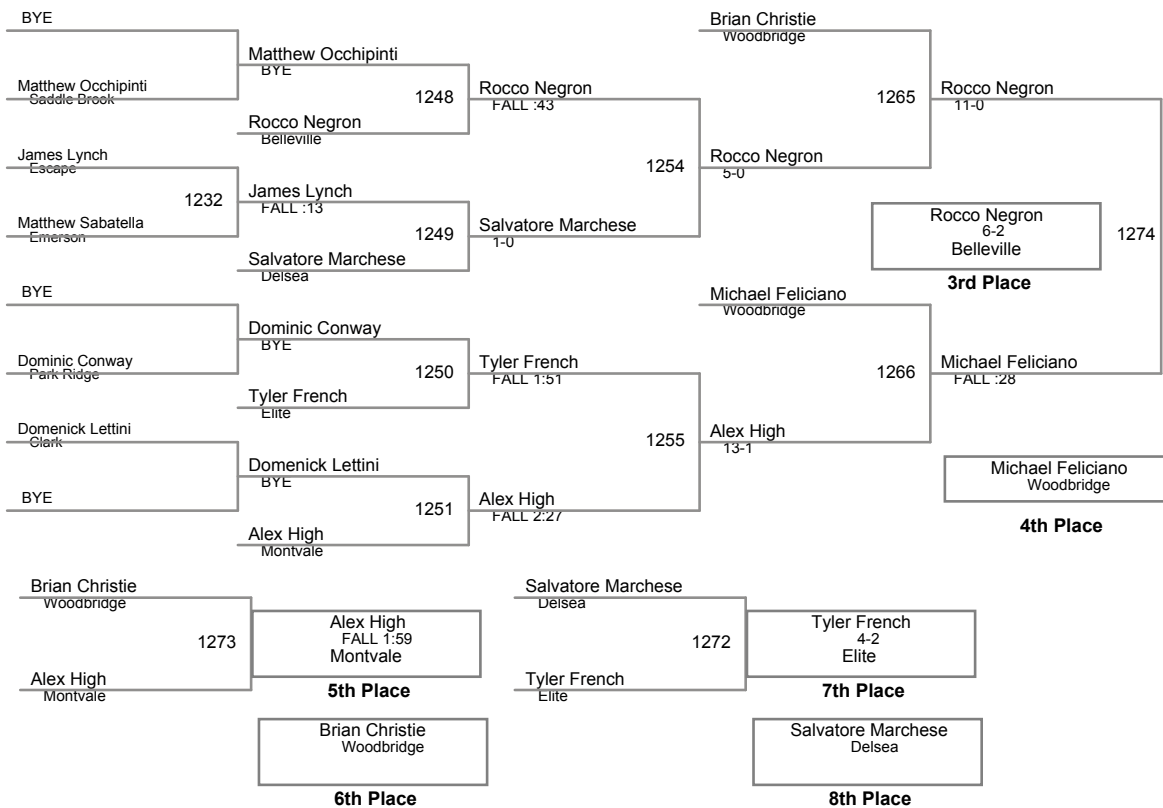 BYE
Matthew Occhipinti
Saddle Brook
James Lynch
Escape
1232
Matthew Sabatella
Emerson
BYE
Dominic Conway
Park Ridge
Domenick Lettini
Clark
BYE
Matthew Occhipinti
BYE
1248
Rocco Negron
Belleville
James Lynch
FALL :13
1249
Salvatore Marchese
Delsea
Dominic Conway
BYE
1250
Tyler French
Elite
Domenick Lettini
BYE
1251
Alex High
Montvale
Rocco Negron
FALL :43
1254
Salvatore Marchese
1-0
Tyler French
FALL 1:51
1255
Alex High
FALL 2:27
Brian Christie
Woodbridge
1265
Rocco Negron
5-0
Michael Feliciano
Woodbridge
1266
Alex High
13-1
Rocco Negron
11-0
1274
Michael Feliciano
FALL :28
Rocco Negron
6-2
Belleville
3rd Place
Michael Feliciano
Woodbridge
4th Place
Brian Christie
Woodbridge
1273
Alex High
Montvale
Alex High
FALL 1:59
Montvale
5th Place
Brian Christie
Woodbridge
6th Place
Salvatore Marchese
Delsea
1272
Tyler French
Elite
Tyler French
4-2
Elite
7th Place
Salvatore Marchese
Delsea
8th Place